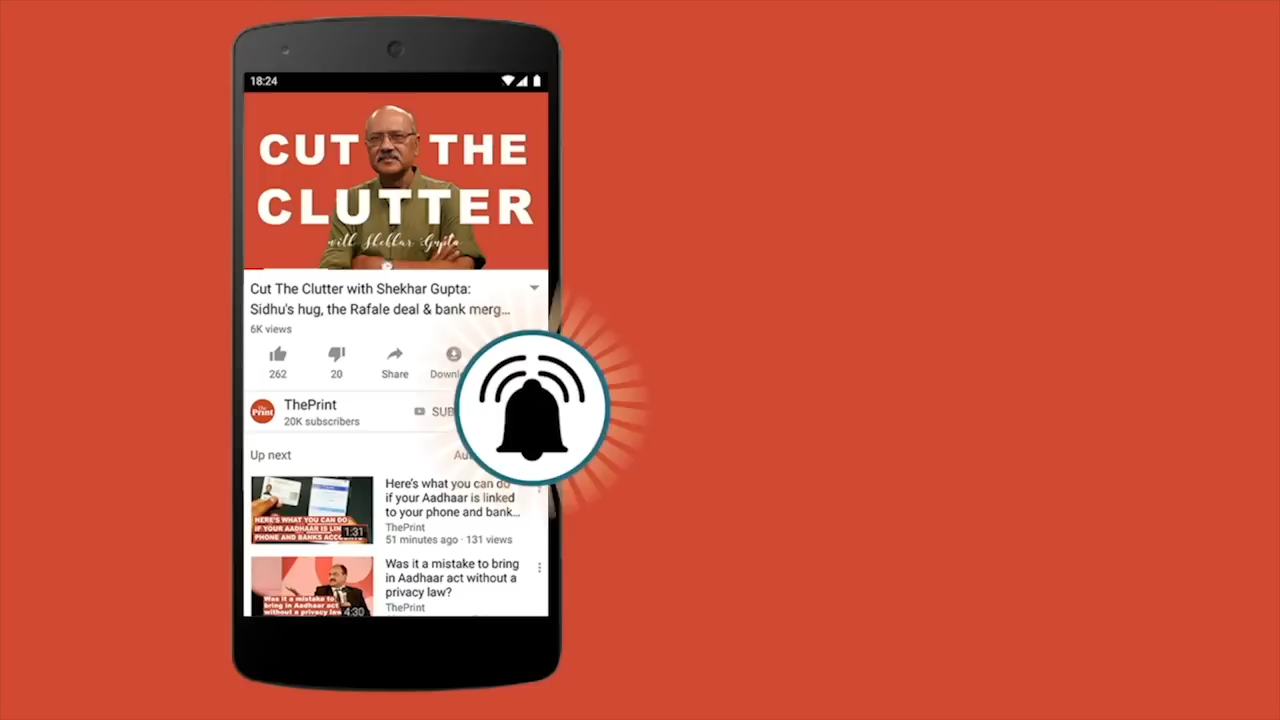 18:24
CUT THE
CLUTTER
with Shekhar Gupta
Cut The Clutter with Shekhar Gupta:
Sidhu's hug, the Rafale deal & bank merg...
6K views
262
20
Share
Downl
The
Print
ThePrint
20K subscribers
SUB
Up next
Au
HERE'S WHAT YOU CAN DO
IF YOUR AADHAAR IS LIN
PHONE AND BANKS ACC
1:31
Here's what you can do
if your Aadhaar is linked
to your phone and bank...
ThePrint
51 minutes ago · 131 views
Was it a mistake to
bring in Aadhaar act
without a privacy law
4:30
Was it a mistake to bring
in Aadhaar act without a
privacy law?
ThePrint